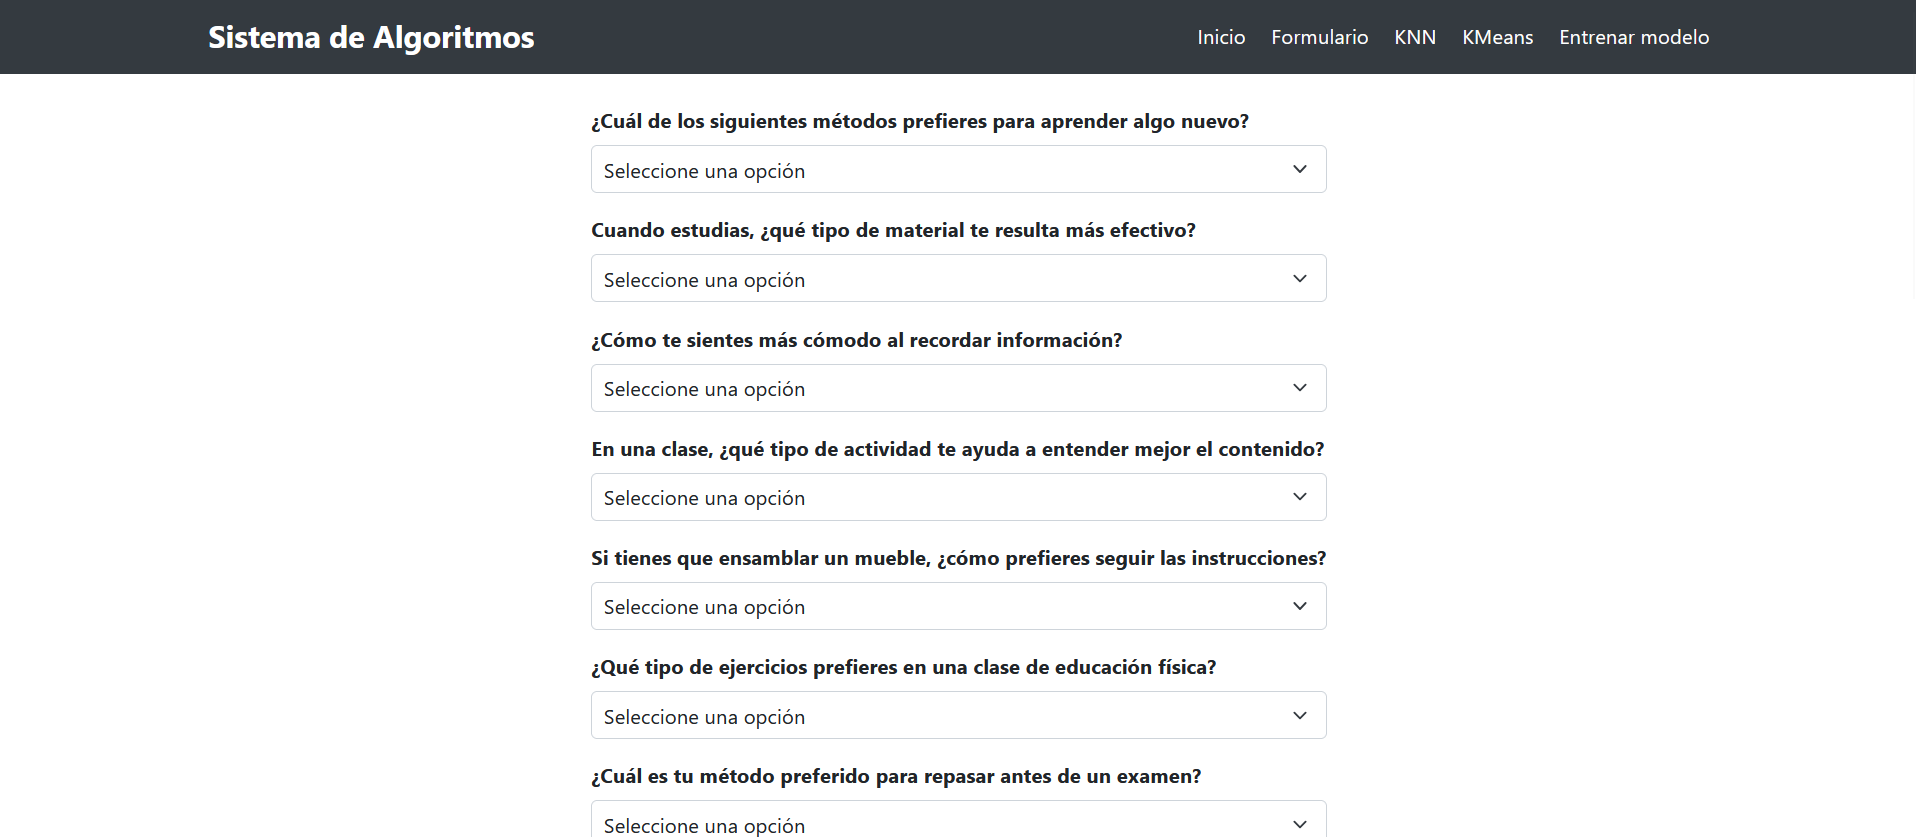 Sistema de Algoritmos
Inicio Formulario KNN KMeans Entrenar modelo
¿Cuál de los siguientes métodos prefieres para aprender algo nuevo?
Seleccione una opción
Cuando estudias, ¿qué tipo de material te resulta más efectivo?
Seleccione una opción
¿Cómo te sientes más cómodo al recordar información?
Seleccione una opción
En una clase, ¿qué tipo de actividad te ayuda a entender mejor el contenido?
Seleccione una opción
Si tienes que ensamblar un mueble, ¿cómo prefieres seguir las instrucciones?
Seleccione una opción
¿Qué tipo de ejercicios prefieres en una clase de educación física?
Seleccione una opción
¿Cuál es tu método preferido para repasar antes de un examen?
Seleccione una opción